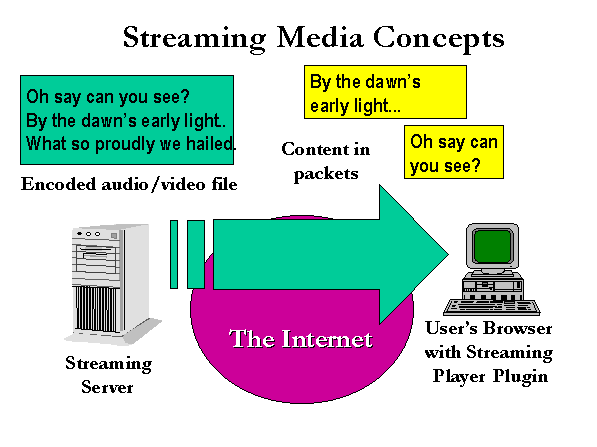 Streaming Media Concepts
Oh say can you see?
By the dawn's early light..
What so proudly we hailed.
Encoded audio/video file
By the dawn's
early light...
Content in
packets
Oh say can
you see?
The Internet
Streaming
Server
User's Browser
with Streaming
Player Plugin